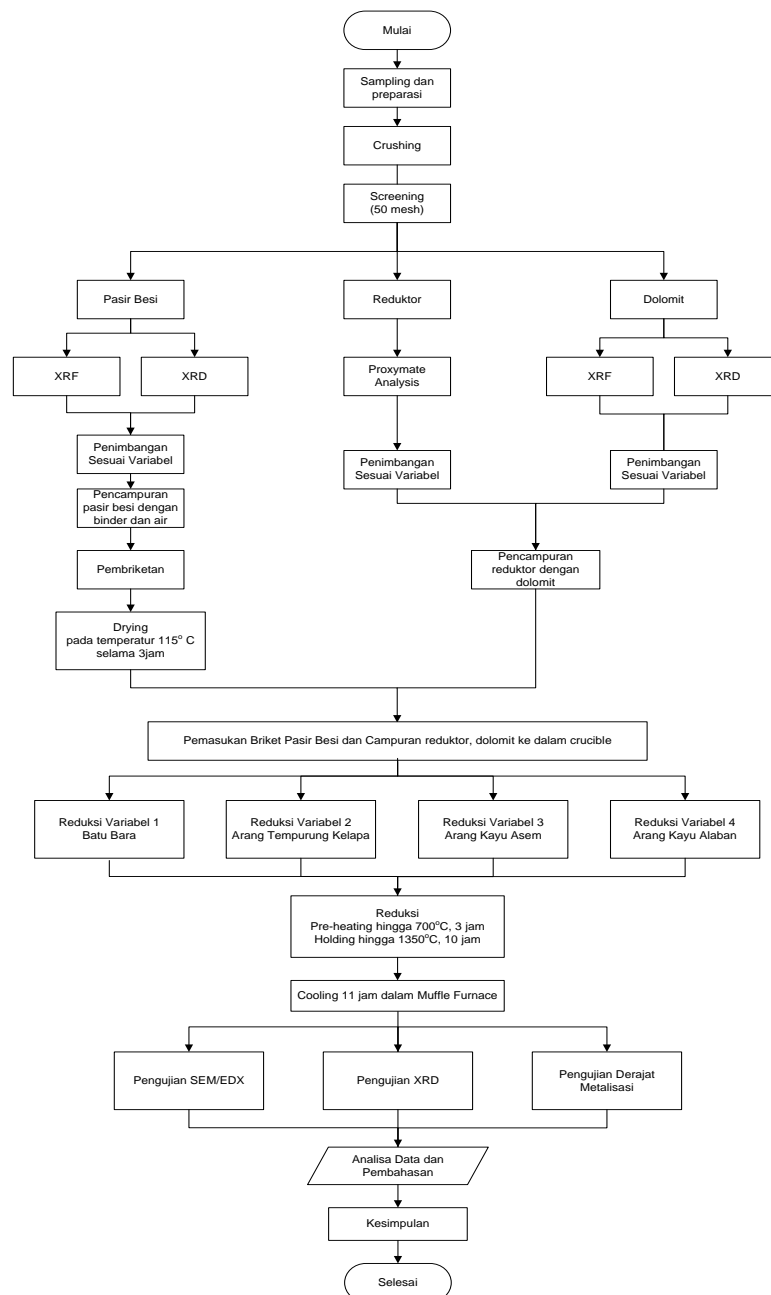 Mulai
Sampling dan
preparasi
Crushing
Screening
(50 mesh)
Pasir Besi
Reduktor
Dolomit
XRF
XRD
Proxymate
Analysis
XRF
XRD
Penimbangan
Sesuai Variabel
Penimbangan
Sesuai Variabel
Penimbangan
Sesuai Variabel
Pencampuran
pasir besi dengan
binder dan air
Pembriketan
Pencampuran
reduktor dengan
dolomit
Drying
pada temperatur 115° C
selama 3jam
Pemasukan Briket Pasir Besi dan Campuran reduktor, dolomit ke dalam crucible
Reduksi Variabel 1
Batu Bara
Reduksi Variabel 2
Arang Tempurung Kelapa
Reduksi Variabel 3
Arang Kayu Asem
Reduksi Variabel 4
Arang Kayu Alaban
Reduksi
Pre-heating hingga 700°C, 3 jam
Holding hingga 1350°C, 10 jam
Cooling 11 jam dalam Muffle Furnace
Pengujian SEM/EDX
Pengujian XRD
Pengujian Derajat
Metalisasi
Analisa Data dan
Pembahasan
Kesimpulan
Selesai